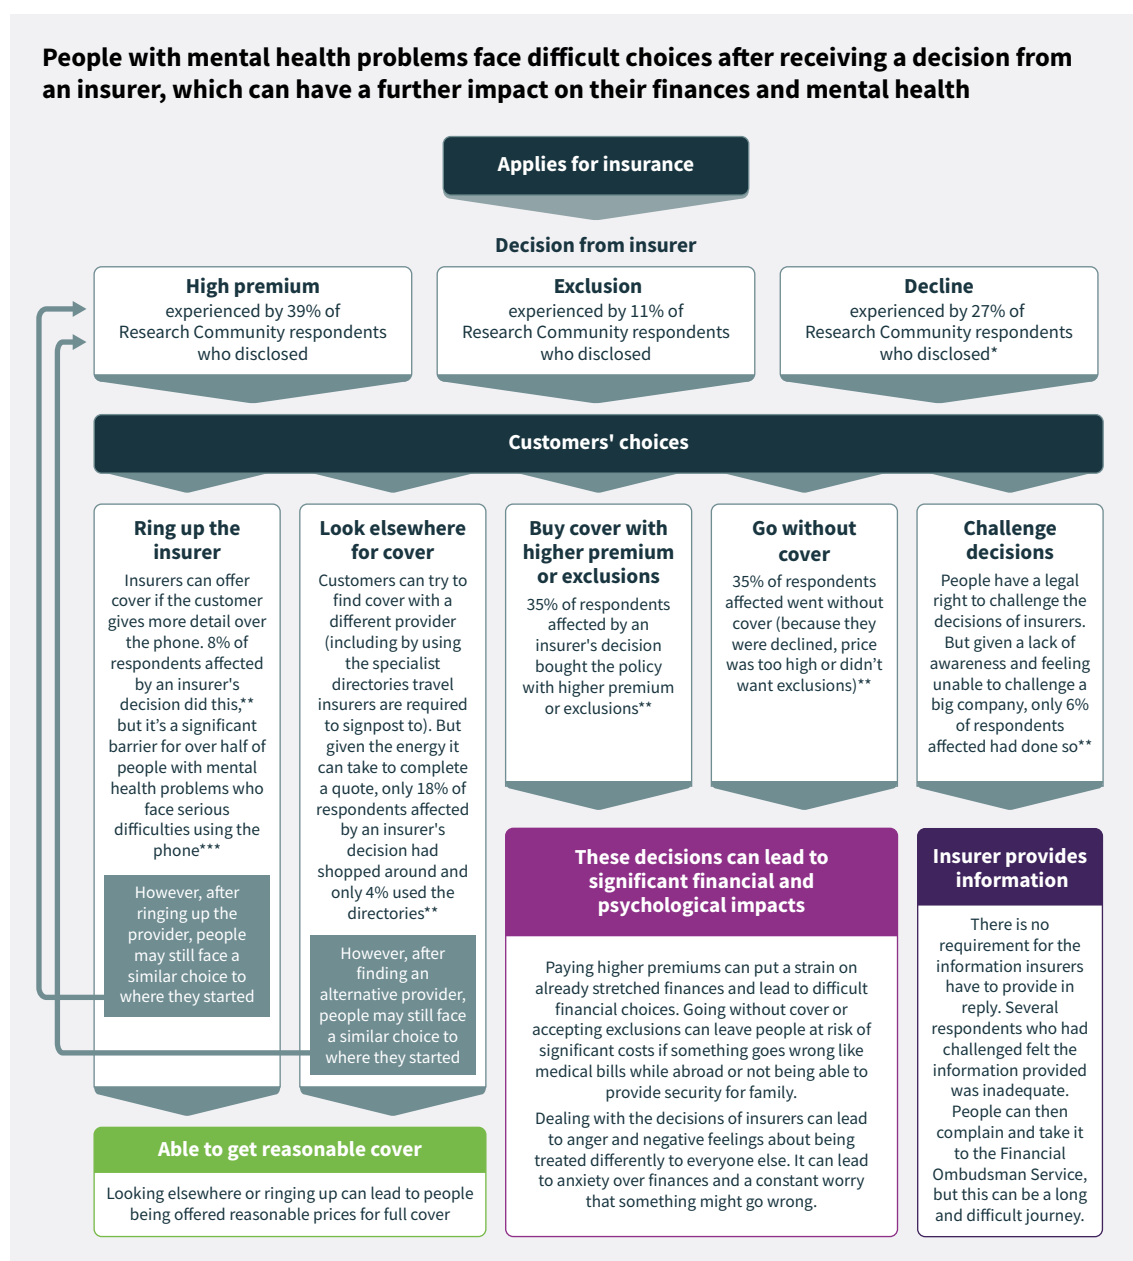 People with mental health problems face difficult choices after receiving a decision from
an insurer, which can have a further impact on their finances and mental health
Applies for insurance
Decision from insurer
High premium
experienced by 39% of
Research Community respondents
who disclosed
Exclusion
experienced by 11% of
Research Community respondents
who disclosed
Decline
experienced by 27% of
Research Community respondents
who disclosed*
Customers' choices
Ring up the
insurer
Insurers can offer
cover if the customer
gives more detail over
the phone. 8% of
respondents affected
by an insurer's
decision did this,**
but it’s a significant
barrier for over half of
people with mental
health problems who
face serious
difficulties using the
phone***
However, after
ringing up the
provider, people
may still face a
similar choice to
where they started
Look elsewhere
for cover
Customers can try to
find cover with a
different provider
(including by using
the specialist
directories travel
insurers are required
to signpost to). But
given the energy it
can take to complete
a quote, only 18% of
respondents affected
by an insurer's
decision had
shopped around and
only 4% used the
directories**
However, after
finding an
alternative provider,
people may still face
a similar choice to
where they started
Buy cover with
higher premium
or exclusions
35% of respondents
affected by an
insurer's decision
bought the policy
with higher premium
or exclusions**
Go without
cover
35% of respondents
affected went without
cover (because they
were declined, price
was too high or didn’t
want exclusions)**
Challenge
decisions
People have a legal
right to challenge the
decisions of insurers.
But given a lack of
awareness and feeling
unable to challenge a
big company, only 6%
of respondents
affected had done so**
Able to get reasonable cover
Looking elsewhere or ringing up can lead to people
being offered reasonable prices for full cover
These decisions can lead to
significant financial and
psychological impacts
Paying higher premiums can put a strain on
already stretched finances and lead to difficult
financial choices. Going without cover or
accepting exclusions can leave people at risk of
significant costs if something goes wrong like
medical bills while abroad or not being able to
provide security for family.
Dealing with the decisions of insurers can lead
to anger and negative feelings about being
treated differently to everyone else. It can lead
to anxiety over finances and a constant worry
that something might go wrong.
Insurer provides
information
There is no
requirement for the
information insurers
have to provide in
reply. Several
respondents who had
challenged felt the
information provided
was inadequate.
People can then
complain and take it
to the Financial
Ombudsman Service,
but this can be a long
and difficult journey.